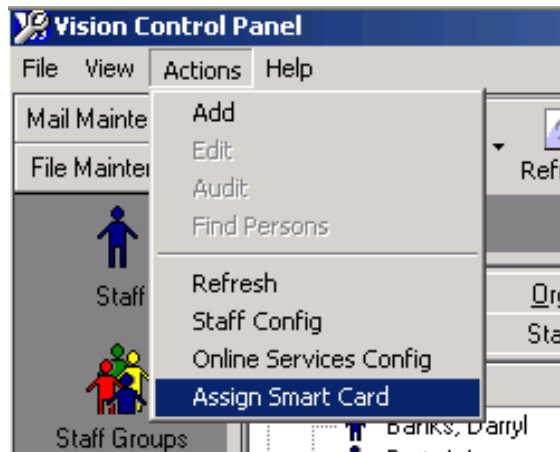 Vision Control Panel
File View Actions Help
Mail Mainte
File Mainter
Add
Edit
Audit
Find Persons
Refresh
Staff Config
Online Services Config
Assign Smart Card
Refr
Staff
Staff Groups
Org
Sta
Banks, Darryl